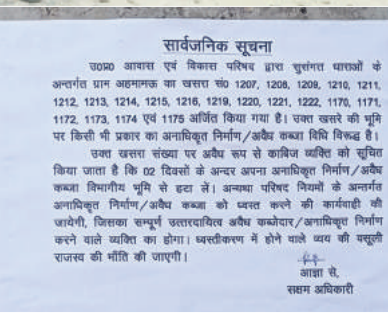 सार्वजनिक सूचना
उ0प्र0 आवास एवं विकास परिषद द्वारा सुसंगत धाराओं के
अन्तर्गत ग्राम अहमामऊ का खसरा सं0 1207, 1208, 1209, 1210, 1211,
1212, 1213, 1214, 1215, 1216, 1219, 1220, 1221, 1222, 1170, 1171,
1172, 1173, 1174 एवं 1175 अर्जित किया गया है। उक्त खसरे की भूमि
पर किसी भी प्रकार का अनाधिकृत निर्माण/अवैध कब्जा विधि विरूद्ध है।
उक्त खसरा संख्या पर अवैध रूप से काबिज व्यक्ति को सूचित
किया जाता है कि 02 दिवसों के अन्दर अपना अनाधिकृत निर्माण/अवैध
कब्जा विभागीय भूमि से हटा लें। अन्यथा परिषद नियमों के अर्न्तगत
अनाधिकृत निर्माण/अवैध कब्जा को ध्वस्त करने की कार्यवाही की
जायेगी, जिसका सम्पूर्ण उत्तरदायित्व अवैध कब्जेदार/अनाधिकृत निर्माण
करने वाले व्यक्ति का होगा। ध्वस्तीकरण में होने वाले व्यय की वसूली
राजस्व की भाँति की जाएगी।
आज्ञा से,
सक्षम अधिकारी